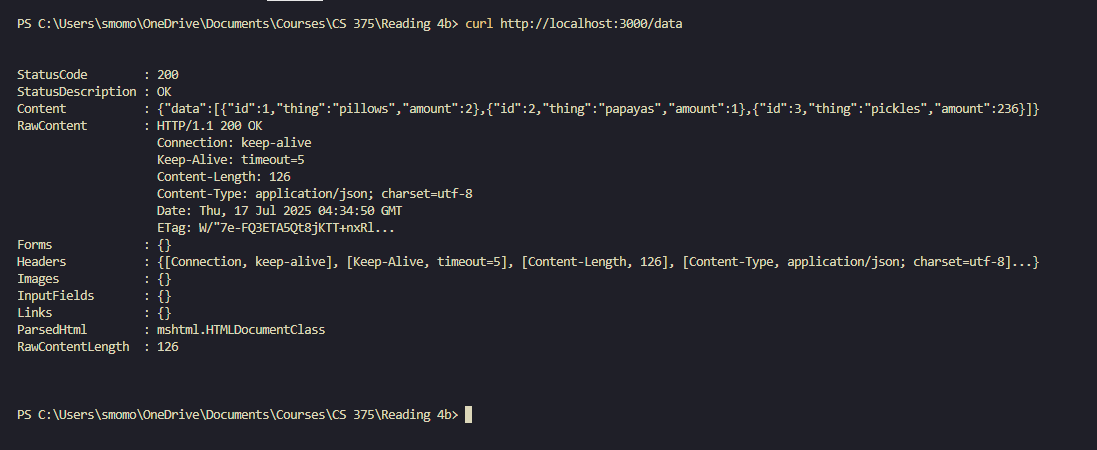 PS C:\Users\smomo\OneDrive\Documents\Courses\CS 375\Reading 4b> curl http://localhost:3000/data
StatusCode        : 200
StatusDescription : OK
Content           : {"data":[{"id":1,"thing":"pillows","amount":2},{"id":2,"thing":"papayas","amount":1},{"id":3,"thing":"pickles","amount":236}]}
RawContent        : HTTP/1.1 200 OK
                    Connection: keep-alive
                    Keep-Alive: timeout=5
                    Content-Length: 126
                    Content-Type: application/json; charset=utf-8
                    Date: Thu, 17 Jul 2025 04:34:50 GMT
                    ETag: W/"7e-FQ3ETA5Qt8jKTT+nxRl...
Forms             : {}
Headers           : {[Connection, keep-alive], [Keep-Alive, timeout=5], [Content-Length, 126], [Content-Type, application/json; charset=utf-8]...}
Images            : {}
InputFields       : {}
Links             : {}
ParsedHtml        : mshtml.HTMLDocumentClass
RawContentLength  : 126
PS C:\Users\smomo\OneDrive\Documents\Courses\CS 375\Reading 4b>